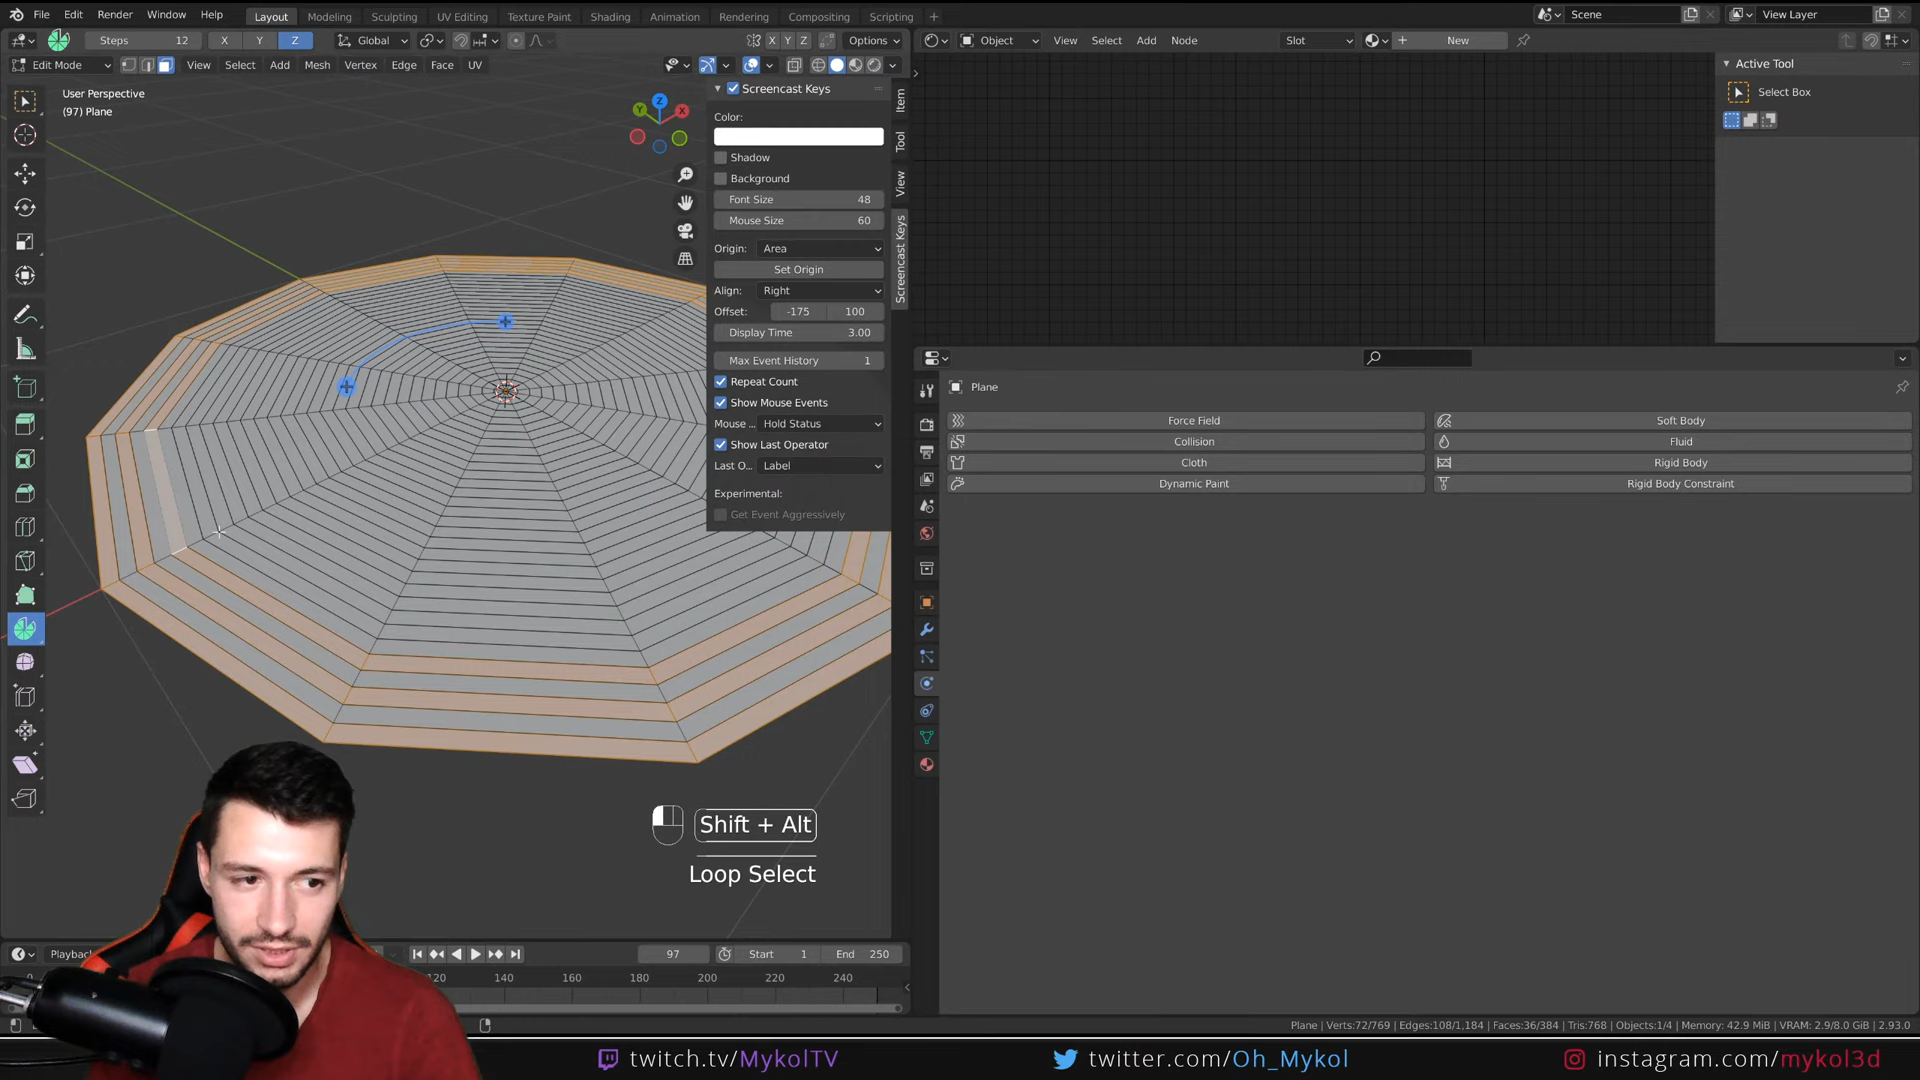 File Edit Render Window Help Layout Modeling Sculpting UV Editing Texture Paint Shading Animation Rendering Compositing Scripting + Scene View Layer
Steps 12 X Y Z Global X Y Z Options
Object View Select Add Node Slot New
Edit Mode View Select Add Mesh Vertex Edge Face UV
User Perspective
(97) Plane
Z
Y
X
Screencast Keys
Color:
Shadow
Background
Font Size 48
Mouse Size 60
Origin: Area
Set Origin
Align: Right
Offset: -175 100
Display Time 3.00
Max Event History 1
Repeat Count
Show Mouse Events
Mouse ... Hold Status
Show Last Operator
Last O... Label
Experimental:
Get Event Aggressively
Item
Tool
View
Screencast Keys
Active Tool
Select Box
Plane
Force Field Soft Body
Collision Fluid
Cloth Rigid Body
Dynamic Paint Rigid Body Constraint
Shift + Alt
Loop Select
Playbac 97 Start 1 End 250
0 120 140 160 180 200 220 240
Plane | Verts:72/769 | Edges:108/1,184 | Faces:36/384 | Tris:768 | Objects:1/4 | Memory: 42.9 MiB | VRAM: 2.9/8.0 GiB | 2.93.0
twitch.tv/MykolTV twitter.com/Oh_Mykol instagram.com/mykol3d